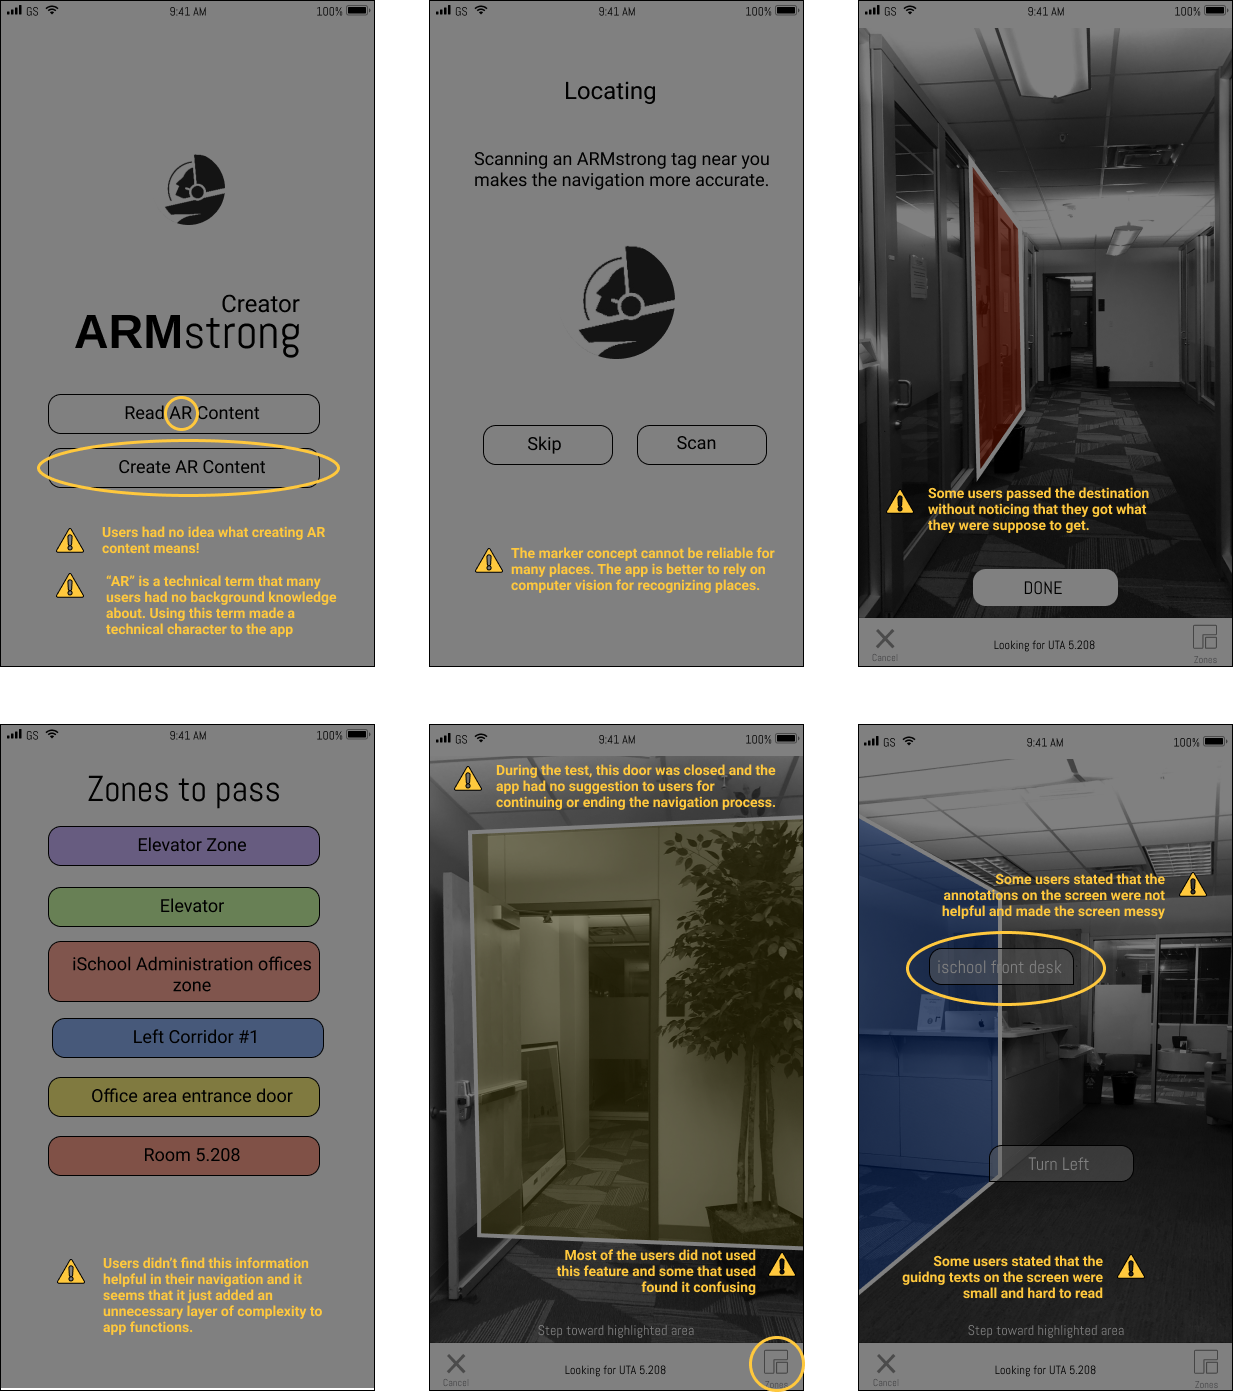 GS 9:41 AM 100%
Creator
ARMstrong
Read AR Content
Create AR Content
Users had no idea what creating AR
content means!
“AR” is a technical term that many
users had no background knowledge
about. Using this term made a
technical character to the app
GS 9:41 AM 100%
Locating
Scanning an ARMstrong tag near you
makes the navigation more accurate.
Skip
Scan
The marker concept cannot be reliable for
many places. The app is better to rely on
computer vision for recognizing places.
GS 9:41 AM 100%
Some users passed the destination
without noticing that they got what
they were suppose to get.
DONE
Cancel
Looking for UTA 5.208
Zones
GS 9:41 AM 100%
Zones to pass
Elevator Zone
Elevator
iSchool Administration offices
zone
Left Corridor #1
Office area entrance door
Room 5.208
Users didn’t find this information
helpful in their navigation and it
seems that it just added an
unnecessary layer of complexity to
app functions.
GS 9:41 AM 100%
During the test, this door was closed and the
app had no suggestion to users for
continuing or ending the navigation process.
Most of the users did not used
this feature and some that used
found it confusing
Step toward highlighted area
Cancel
Looking for UTA 5.208
Zones
GS 9:41 AM 100%
Some users stated that the
annotations on the screen were not
helpful and made the screen messy
ischool front desk
Turn Left
Some users stated that the
guidng texts on the screen were
small and hard to read
Step toward highlighted area
Cancel
Looking for UTA 5.208
Zones